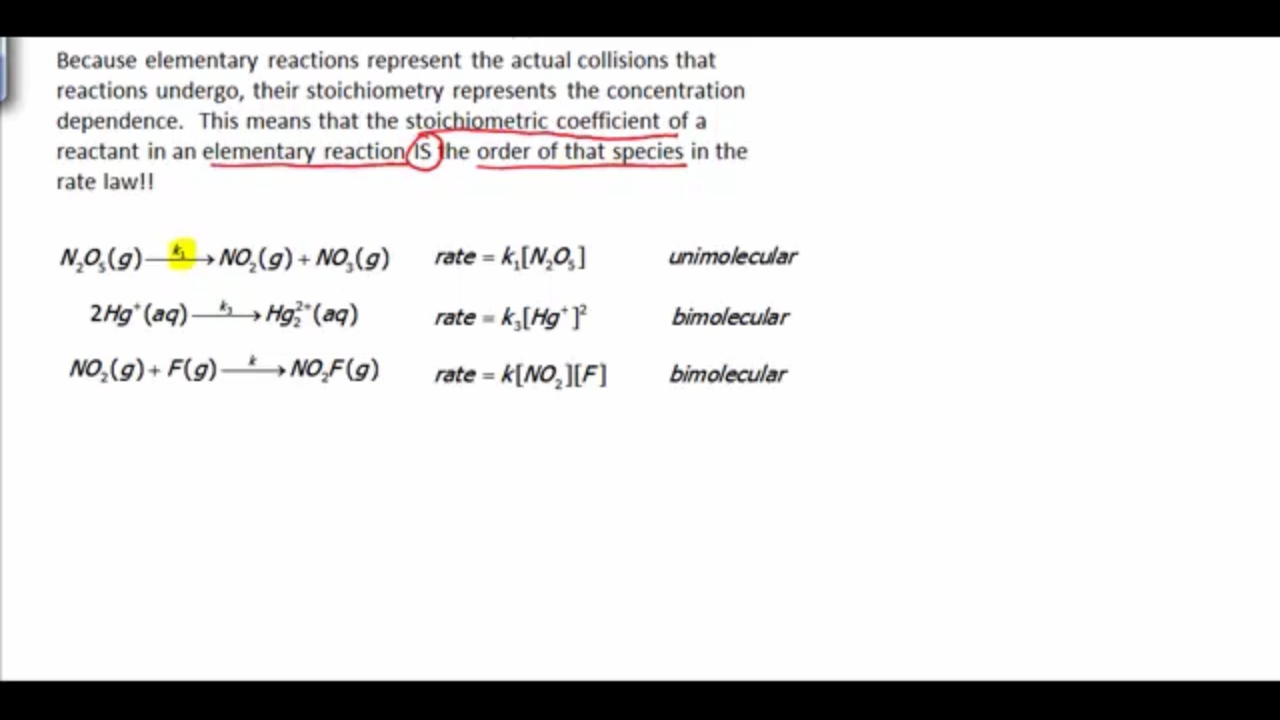 Because elementary reactions represent the actual collisions that
reactions undergo, their stoichiometry represents the concentration
dependence. This means that the stoichiometric coefficient of a
reactant in an elementary reaction IS the order of that species in the
rate law!!
N₂O₅(g) —k₁→ NO₂(g) + NO₃(g) rate = k₁[N₂O₅] unimolecular
2Hg⁺(aq) —k₃→ Hg₂²⁺(aq) rate = k₃[Hg⁺]² bimolecular
NO₂(g) + F(g) —k→ NO₂F(g) rate = k[NO₂][F] bimolecular